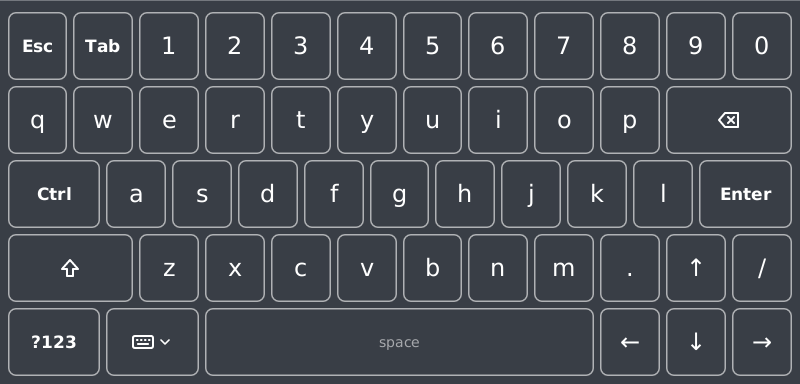 Esc Tab 1 2 3 4 5 6 7 8 9 0
q w e r t y u i o p
Ctrl a s d f g h j k l Enter
z x c v b n m . ↑ /
?123 space ← ↓ →